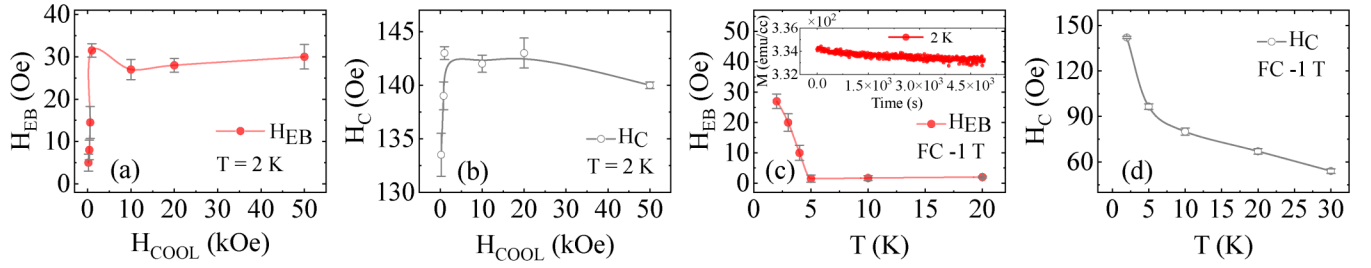 40
30
20
10
0
H_EB (Oe)
0 10 20 30 40 50
H_COOL (kOe)
H_EB
T = 2 K
(a)
145
140
135
130
H_C (Oe)
0 10 20 30 40 50
H_COOL (kOe)
H_C
T = 2 K
(b)
60
50
40
30
20
10
0
H_EB (Oe)
0 5 10 15 20
T (K)
3.36×10²
3.34
3.32
M (emu/cc)
2 K
0.0 1.5×10³ 3.0×10³ 4.5×10³
Time (s)
H_EB
FC -1 T
(c)
150
120
90
60
H_C (Oe)
0 5 10 15 20 25 30
T (K)
H_C
FC -1 T
(d)